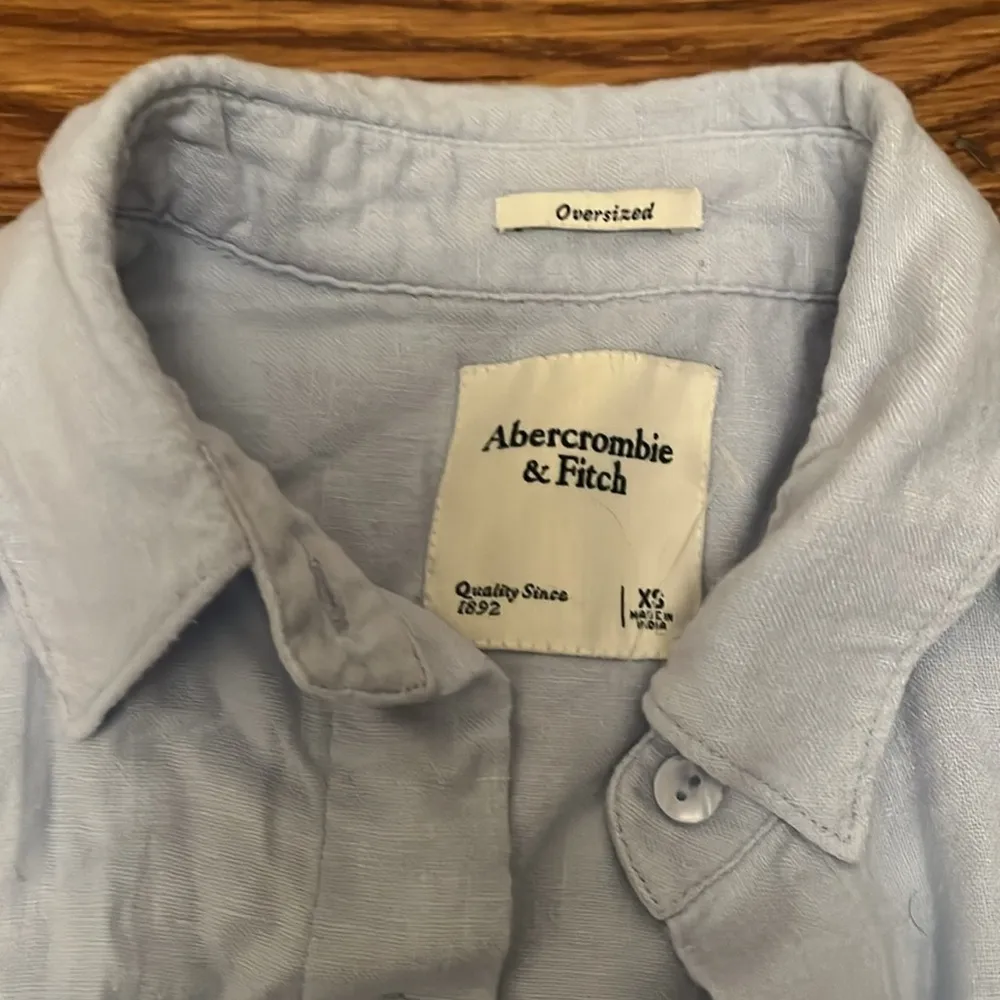 Oversized
Abercrombie
& Fitch
Quality Since
1892
XS
MADE IN
INDIA